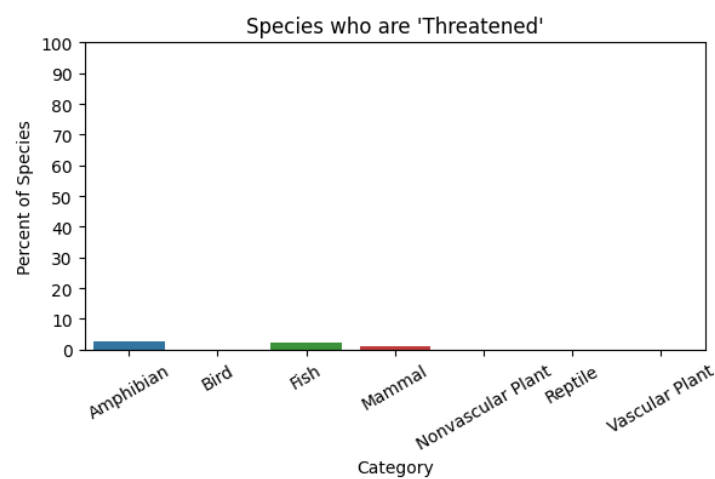 Species who are 'Threatened'
100
90
80
70
60
50
40
30
20
10
0
Percent of Species
Amphibian
Bird
Fish
Mammal
Nonvascular Plant
Reptile
Vascular Plant
Category